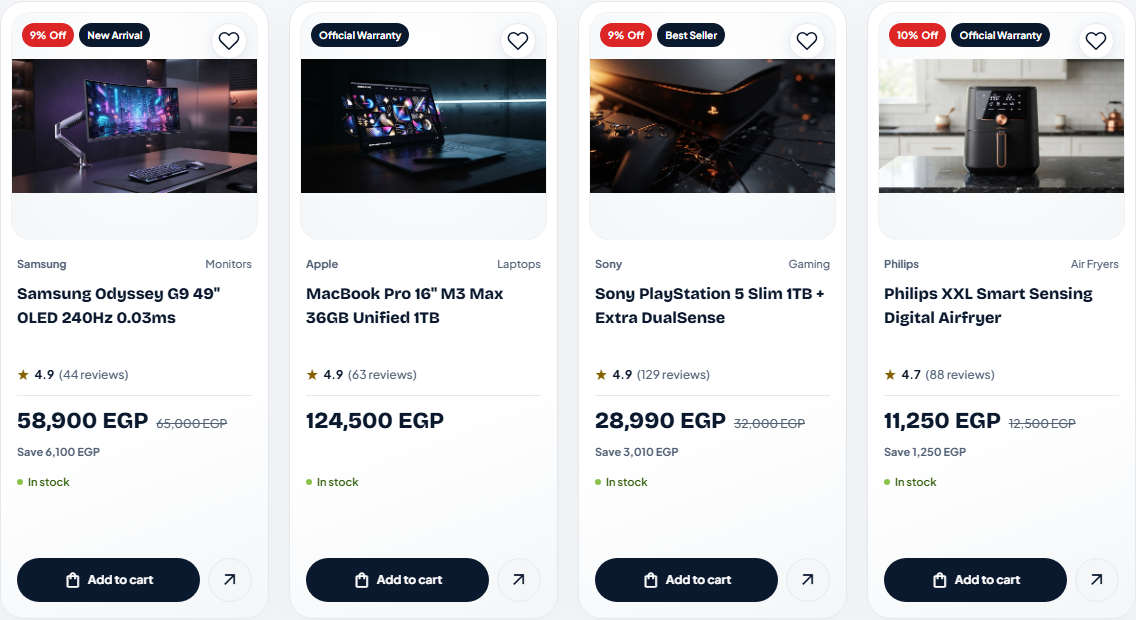 9% Off New Arrival
Samsung Monitors
Samsung Odyssey G9 49"
OLED 240Hz 0.03ms
★ 4.9 (44 reviews)
58,900 EGP 65,000 EGP
Save 6,100 EGP
In stock
Add to cart
Official Warranty
Apple Laptops
MacBook Pro 16" M3 Max
36GB Unified 1TB
★ 4.9 (63 reviews)
124,500 EGP
In stock
Add to cart
9% Off Best Seller
Sony Gaming
Sony PlayStation 5 Slim 1TB +
Extra DualSense
★ 4.9 (129 reviews)
28,990 EGP 32,000 EGP
Save 3,010 EGP
In stock
Add to cart
10% Off Official Warranty
Philips Air Fryers
Philips XXL Smart Sensing
Digital Airfryer
★ 4.7 (88 reviews)
11,250 EGP 12,500 EGP
Save 1,250 EGP
In stock
Add to cart